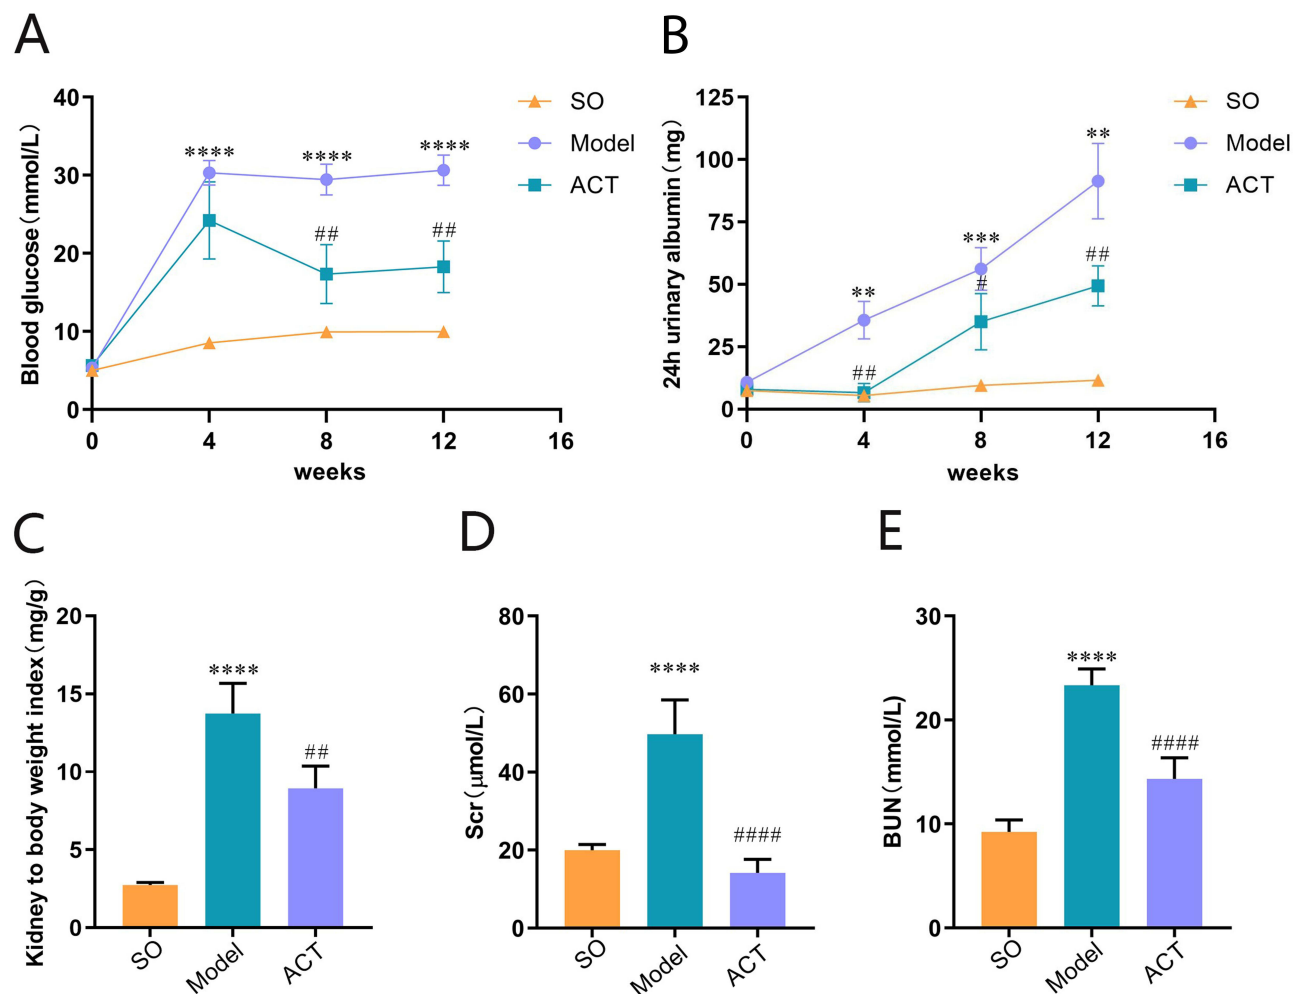 A
Blood glucose（mmol/L）
40
30
20
10
0
0 4 8 12 16
weeks
**** **** ****
## ##
SO
Model
ACT
B
24h urinary albumin（mg）
125
100
75
50
25
0
0 4 8 12 16
weeks
** *** **
## # ##
SO
Model
ACT
C
Kidney to body weight index（mg/g）
20
15
10
5
0
****
##
SO Model ACT
D
Scr（μmol/L）
80
60
40
20
0
****
####
SO Model ACT
E
BUN（mmol/L）
30
20
10
0
****
####
SO Model ACT